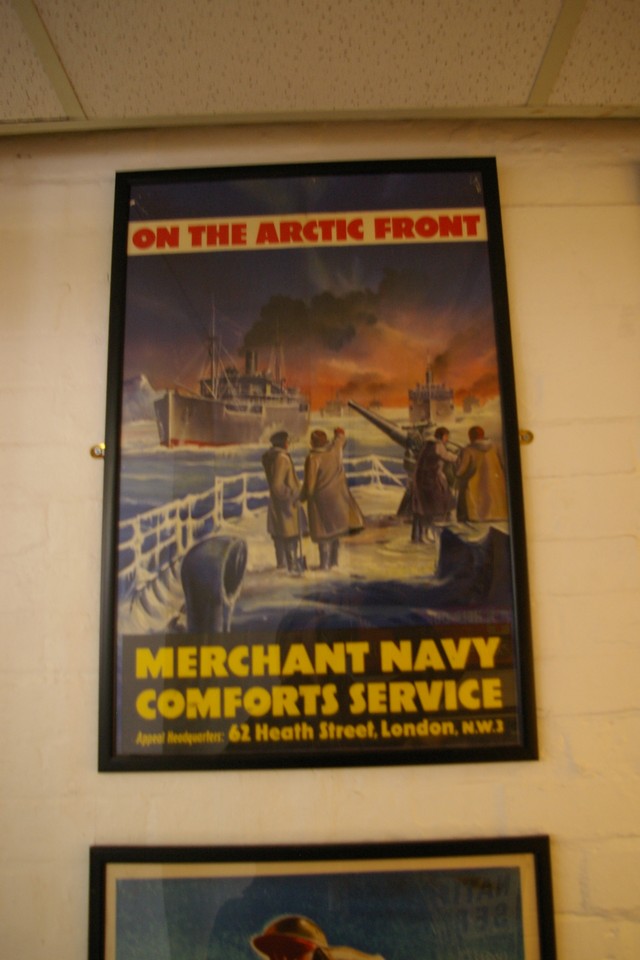 ON THE ARCTIC FRONT
MERCHANT NAVY
COMFORTS SERVICE
Appeal Headquarters: 62 Heath Street, London, N.W.3